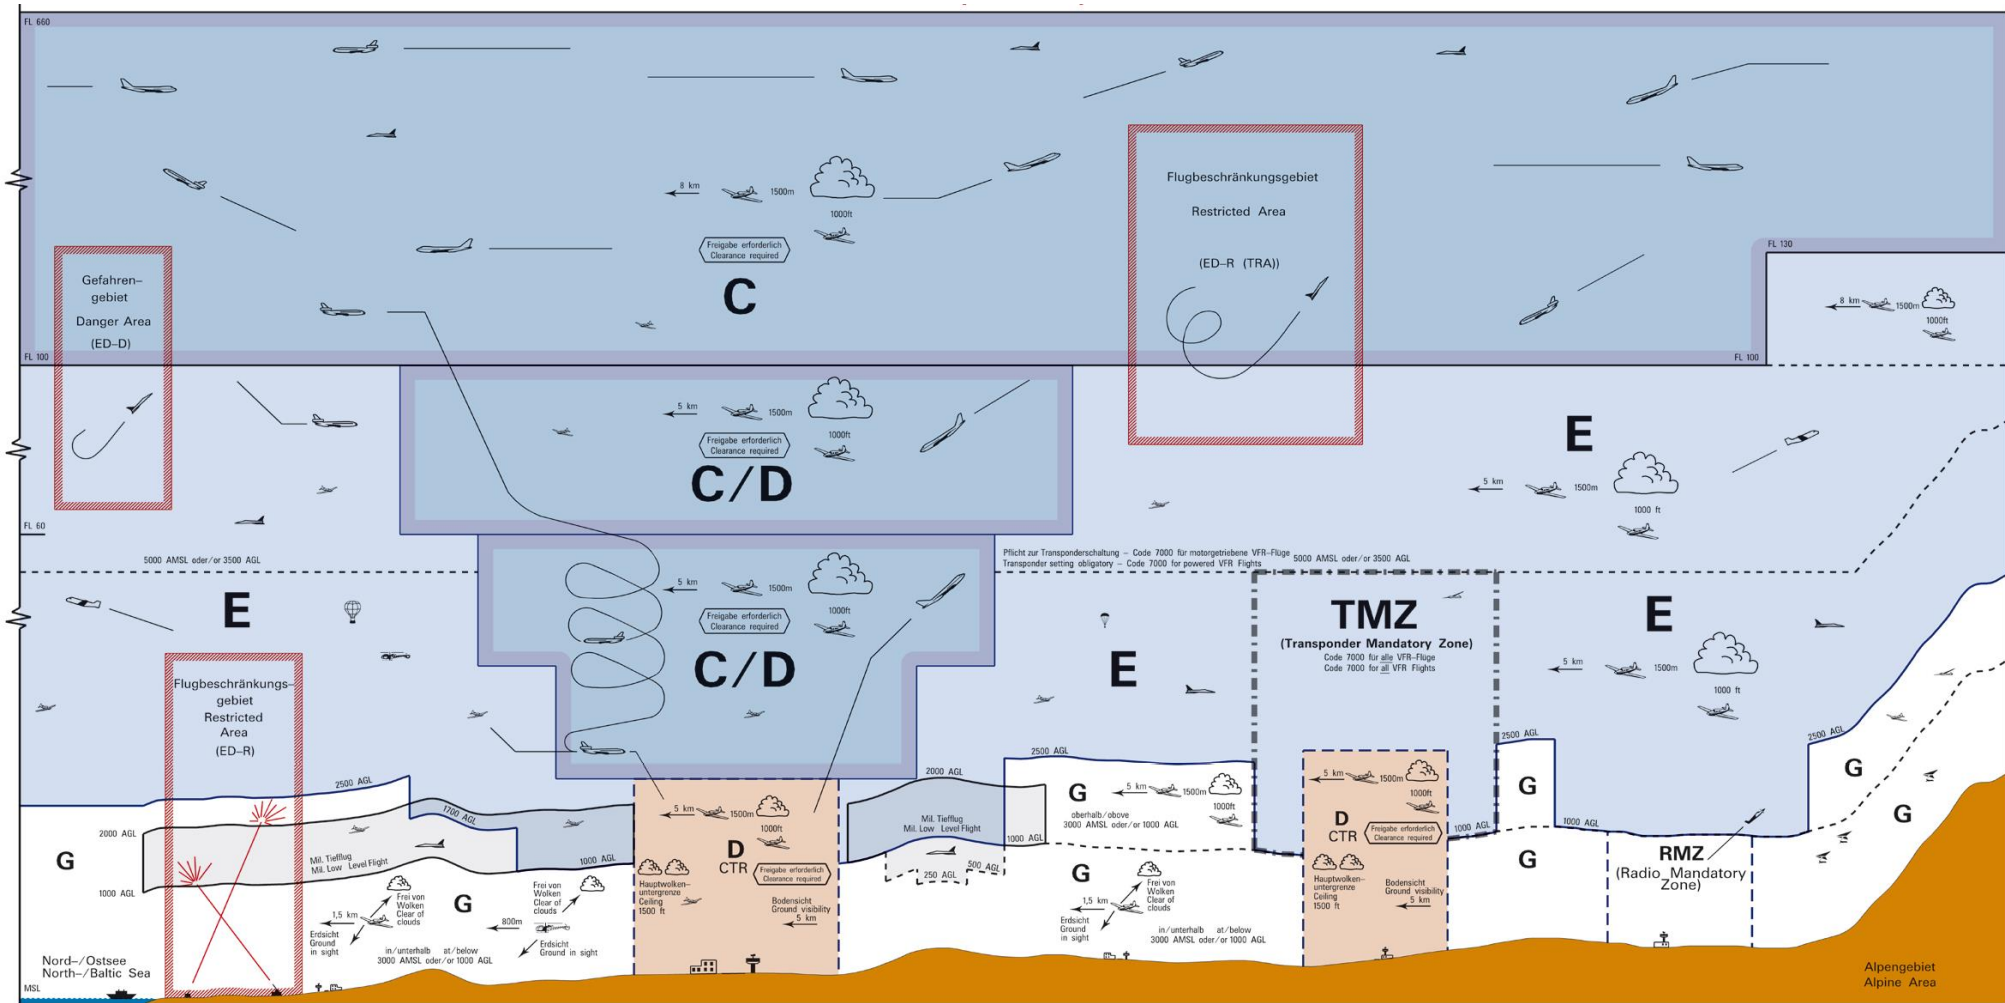 FL 660
8 km
1500m
1000ft
Freigabe erforderlich
Clearance required
C
Flugbeschränkungsgebiet
Restricted Area
(ED–R (TRA))
FL 130
Gefahren–
gebiet
Danger Area
(ED–D)
8 km
1500m
1000ft
FL 100
FL 100
5 km
1500m
1000ft
Freigabe erforderlich
Clearance required
C/D
E
5 km
1500m
1000 ft
FL 60
5000 AMSL oder/or 3500 AGL
Pflicht zur Transponderschaltung – Code 7000 für motorgetriebene VFR–Flüge
Transponder setting obligatory – Code 7000 for powered VFR Flights
5000 AMSL oder/or 3500 AGL
E
5 km
1500m
1000ft
Freigabe erforderlich
Clearance required
C/D
E
TMZ
(Transponder Mandatory Zone)
Code 7000 für alle VFR–Flüge
Code 7000 for all VFR Flights
E
5 km
1500m
1000 ft
Flugbeschränkungs–
gebiet
Restricted
Area
(ED–R)
2500 AGL
1700 AGL
2000 AGL
1000 AGL
Mil. Tiefflug
Mil. Low Level Flight
1000 AGL
G
G
1,5 km
Frei von
Wolken
Clear of
clouds
Erdsicht
Ground
in sight
800m
Frei von
Wolken
Clear of
clouds
Erdsicht
Ground in sight
in/unterhalb at/below
3000 AMSL oder/or 1000 AGL
5 km
1500m
1000ft
D
CTR
Freigabe erforderlich
Clearance required
Hauptwolken–
untergrenze
Ceiling
1500 ft
Bodensicht
Ground visibility
5 km
2000 AGL
Mil. Tiefflug
Mil. Low Level Flight
1000 AGL
500 AGL
250 AGL
2500 AGL
G
5 km
1500m
1000ft
oberhalb/above
3000 AMSL oder/or 1000 AGL
G
1,5 km
Frei von
Wolken
Clear of
clouds
Erdsicht
Ground
in sight
in/unterhalb at/below
3000 AMSL oder/or 1000 AGL
5 km
1500m
1000ft
D
CTR
Freigabe erforderlich
Clearance required
Hauptwolken–
untergrenze
Ceiling
1500 ft
Bodensicht
Ground visibility
5 km
1000 AGL
2500 AGL
G
1000 AGL
G
RMZ
(Radio Mandatory
Zone)
2500 AGL
G
G
Nord–/Ostsee
North–/Baltic Sea
MSL
Alpengebiet
Alpine Area